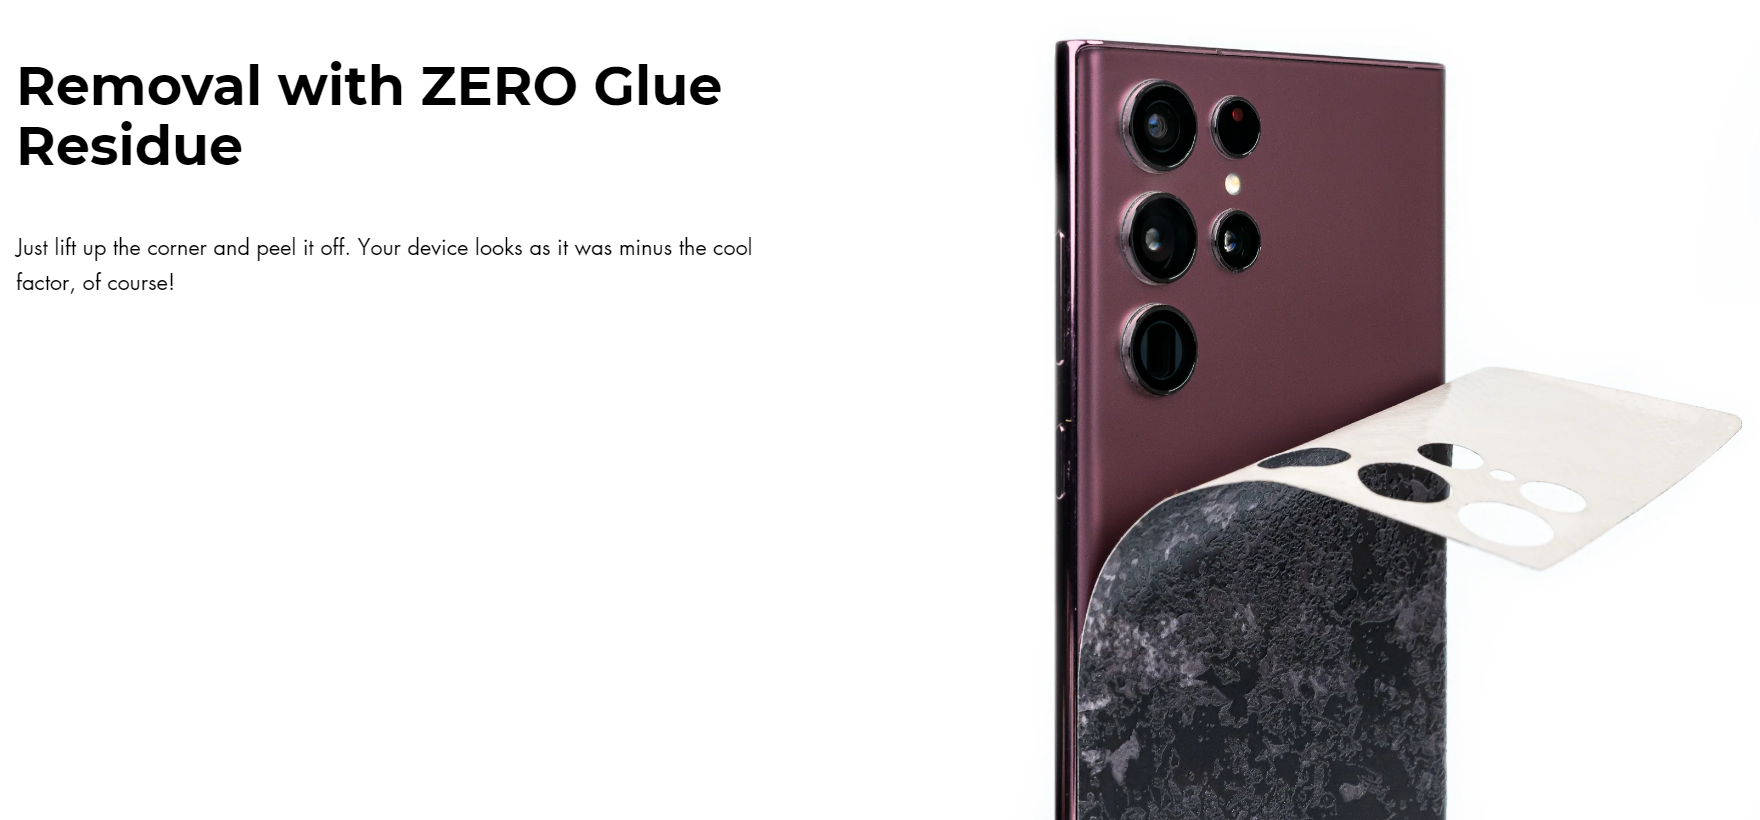 Removal with ZERO Glue
Residue
Just lift up the corner and peel it off. Your device looks as it was minus the cool
factor, of course!